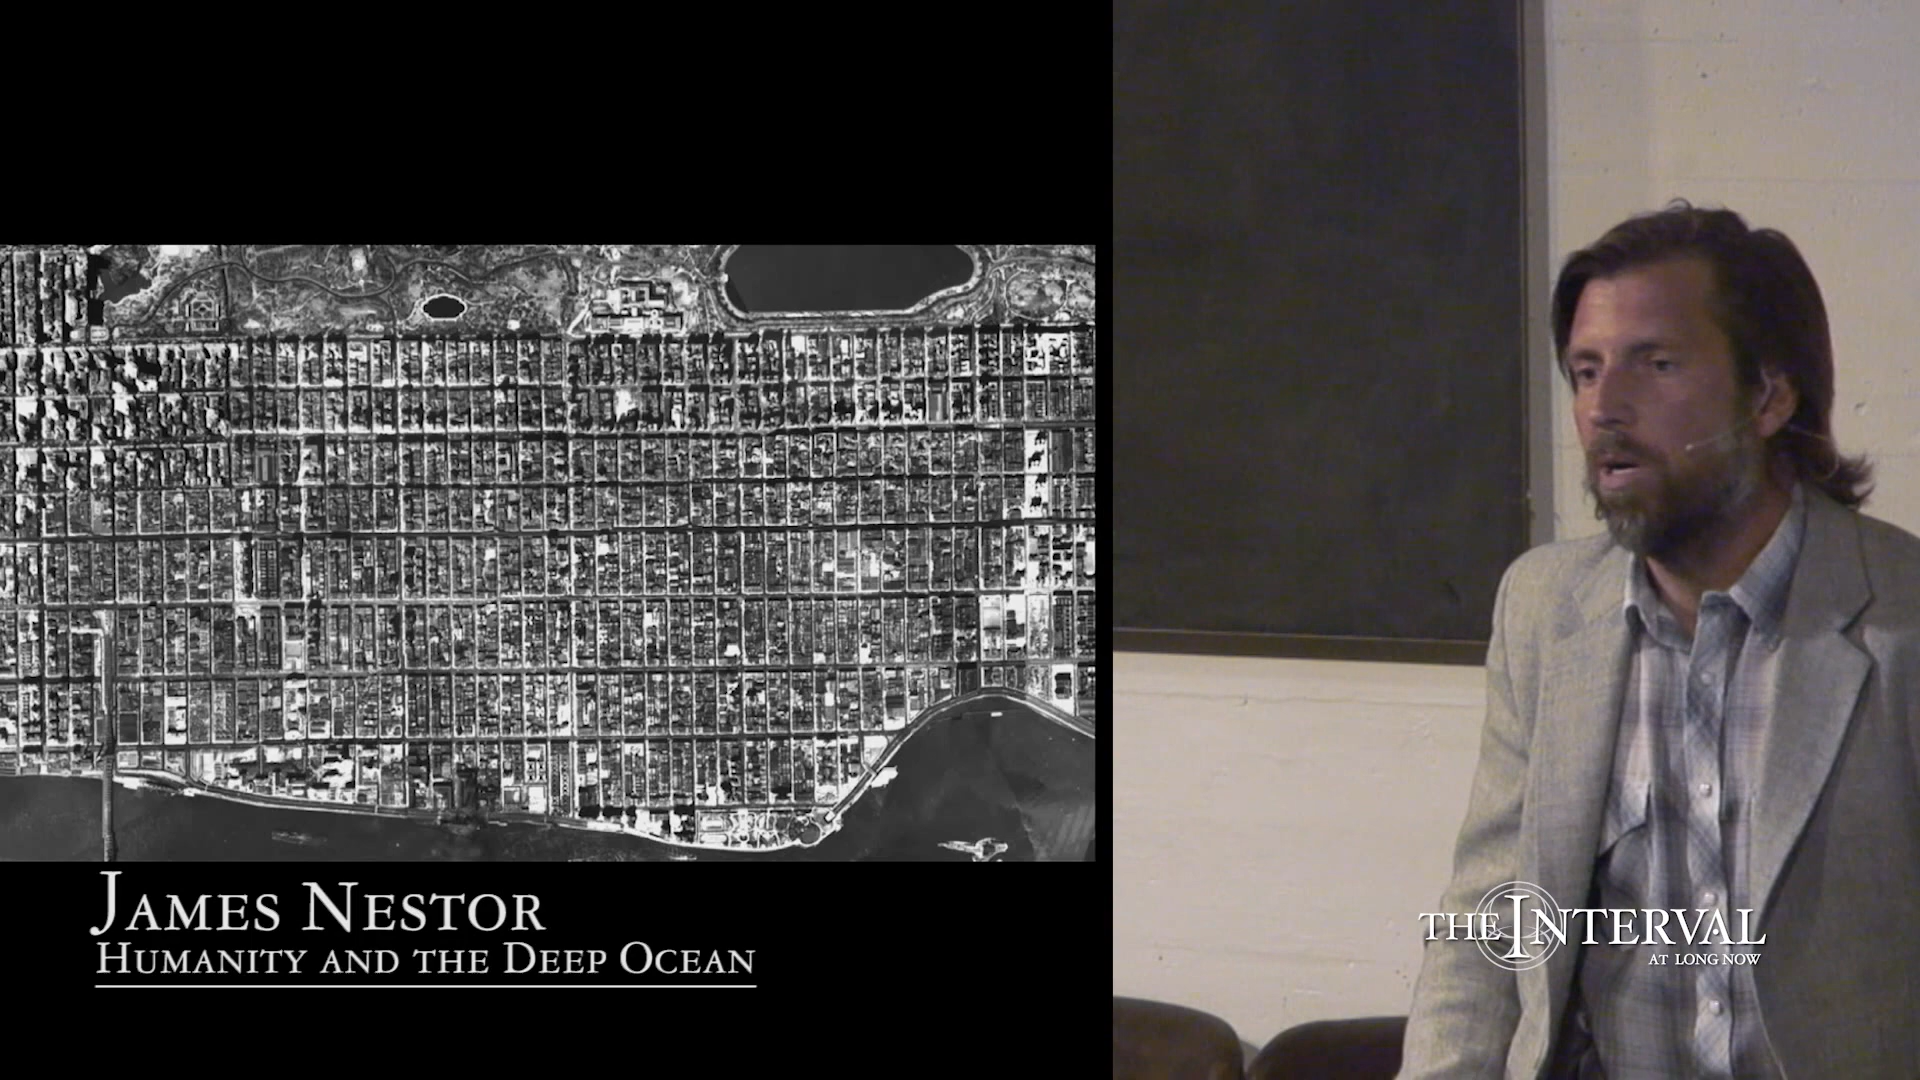 James Nestor
Humanity and the Deep Ocean
The Interval
at Long Now